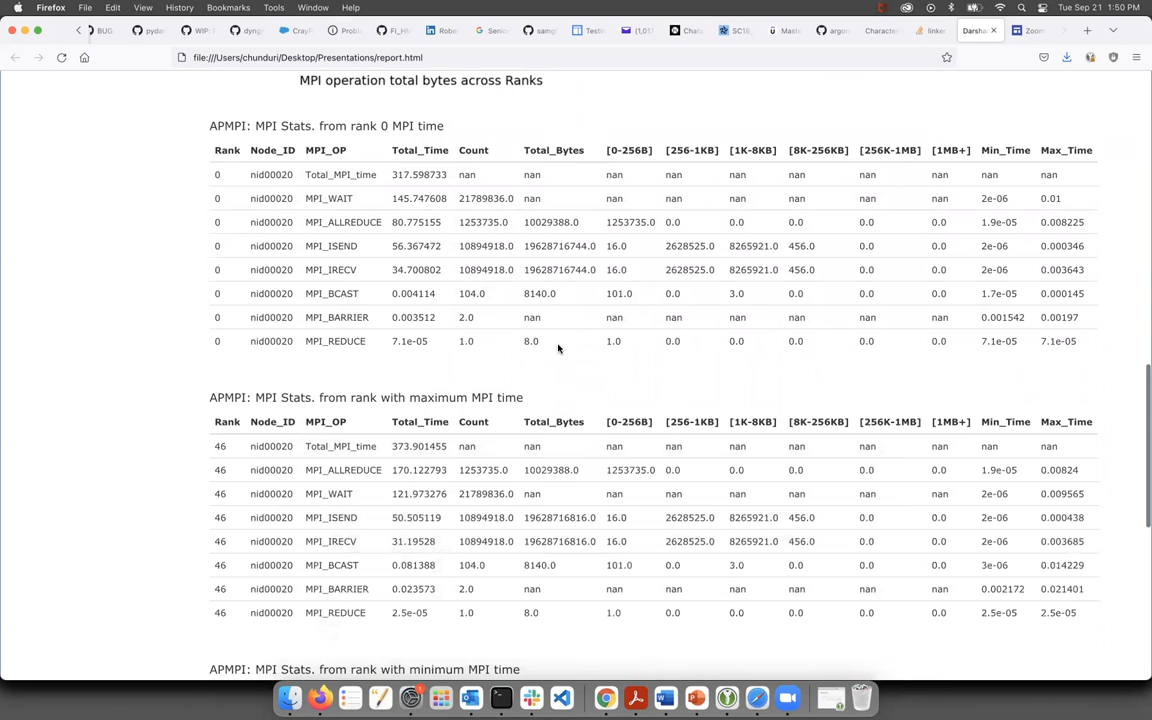 Firefox File Edit View History Bookmarks Tools Window Help Tue Sep 21 1:50 PM
BUG pydar WIP: dyng CrayF Probl FI_HV Rober Senior samg Testin (1,01 Cha SC18 Maste argon Character linker Darsha Zoom
file:///Users/chunduri/Desktop/Presentations/report.html
MPI operation total bytes across Ranks
APMPI: MPI Stats. from rank 0 MPI time
Rank Node_ID MPI_OP Total_Time Count Total_Bytes [0-256B] [256-1KB] [1K-8KB] [8K-256KB] [256K-1MB] [1MB+] Min_Time Max_Time
0 nid00020 Total_MPI_time 317.598733 nan nan nan nan nan nan nan nan nan nan
0 nid00020 MPI_WAIT 145.747608 21789836.0 nan nan nan nan nan nan nan 2e-06 0.01
0 nid00020 MPI_ALLREDUCE 80.775155 1253735.0 10029388.0 1253735.0 0.0 0.0 0.0 0.0 0.0 1.9e-05 0.008225
0 nid00020 MPI_ISEND 56.367472 10894918.0 19628716744.0 16.0 2628525.0 8265921.0 456.0 0.0 0.0 2e-06 0.000346
0 nid00020 MPI_IRECV 34.700802 10894918.0 19628716744.0 16.0 2628525.0 8265921.0 456.0 0.0 0.0 2e-06 0.003643
0 nid00020 MPI_BCAST 0.004114 104.0 8140.0 101.0 0.0 3.0 0.0 0.0 0.0 1.7e-05 0.000145
0 nid00020 MPI_BARRIER 0.003512 2.0 nan nan nan nan nan nan nan 0.001542 0.00197
0 nid00020 MPI_REDUCE 7.1e-05 1.0 8.0 1.0 0.0 0.0 0.0 0.0 0.0 7.1e-05 7.1e-05
APMPI: MPI Stats. from rank with maximum MPI time
Rank Node_ID MPI_OP Total_Time Count Total_Bytes [0-256B] [256-1KB] [1K-8KB] [8K-256KB] [256K-1MB] [1MB+] Min_Time Max_Time
46 nid00020 Total_MPI_time 373.901455 nan nan nan nan nan nan nan nan nan nan
46 nid00020 MPI_ALLREDUCE 170.122793 1253735.0 10029388.0 1253735.0 0.0 0.0 0.0 0.0 0.0 1.9e-05 0.00824
46 nid00020 MPI_WAIT 121.973276 21789836.0 nan nan nan nan nan nan nan 2e-06 0.009565
46 nid00020 MPI_ISEND 50.505119 10894918.0 19628716816.0 16.0 2628525.0 8265921.0 456.0 0.0 0.0 2e-06 0.000438
46 nid00020 MPI_IRECV 31.19528 10894918.0 19628716816.0 16.0 2628525.0 8265921.0 456.0 0.0 0.0 2e-06 0.003685
46 nid00020 MPI_BCAST 0.081388 104.0 8140.0 101.0 0.0 3.0 0.0 0.0 0.0 3e-06 0.014229
46 nid00020 MPI_BARRIER 0.023573 2.0 nan nan nan nan nan nan nan 0.002172 0.021401
46 nid00020 MPI_REDUCE 2.5e-05 1.0 8.0 1.0 0.0 0.0 0.0 0.0 0.0 2.5e-05 2.5e-05
APMPI: MPI Stats. from rank with minimum MPI time